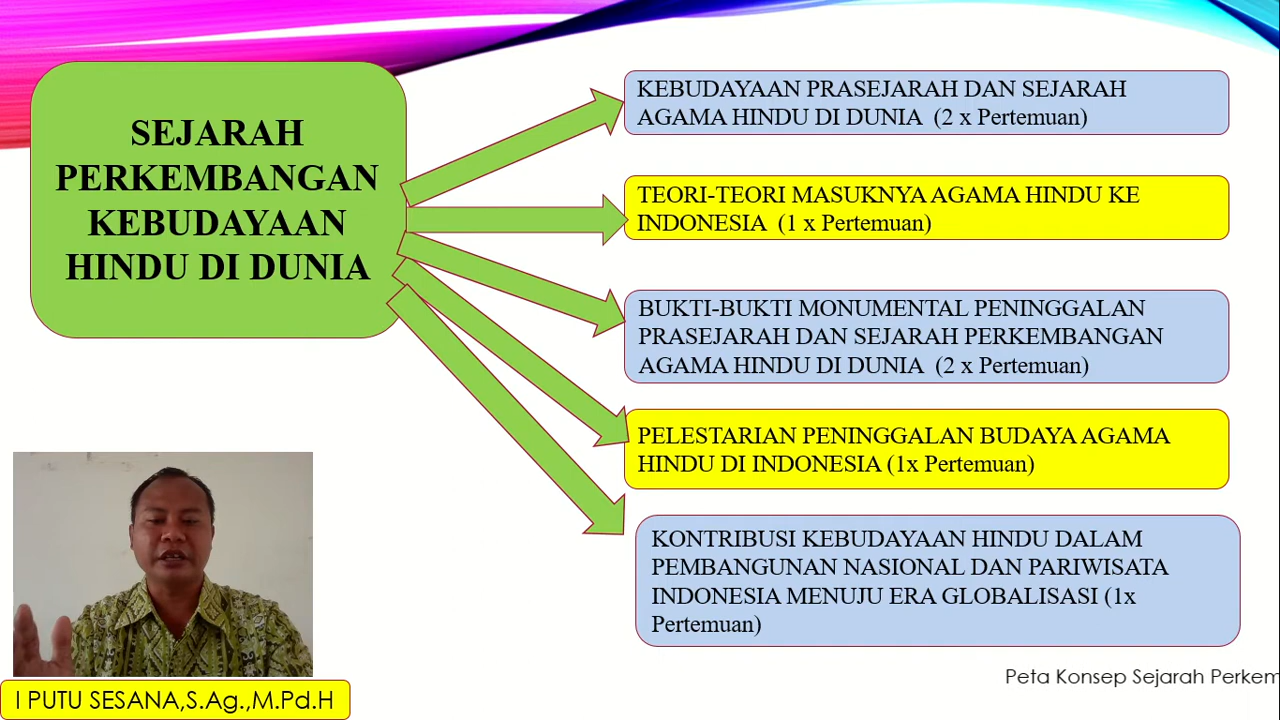 SEJARAH
PERKEMBANGAN
KEBUDAYAAN
HINDU DI DUNIA
KEBUDAYAAN PRASEJARAH DAN SEJARAH
AGAMA HINDU DI DUNIA (2 x Pertemuan)
TEORI-TEORI MASUKNYA AGAMA HINDU KE
INDONESIA (1 x Pertemuan)
BUKTI-BUKTI MONUMENTAL PENINGGALAN
PRASEJARAH DAN SEJARAH PERKEMBANGAN
AGAMA HINDU DI DUNIA (2 x Pertemuan)
PELESTARIAN PENINGGALAN BUDAYA AGAMA
HINDU DI INDONESIA (1x Pertemuan)
KONTRIBUSI KEBUDAYAAN HINDU DALAM
PEMBANGUNAN NASIONAL DAN PARIWISATA
INDONESIA MENUJU ERA GLOBALISASI (1x
Pertemuan)
I PUTU SESANA,S.Ag.,M.Pd.H
Peta Konsep Sejarah Perkem